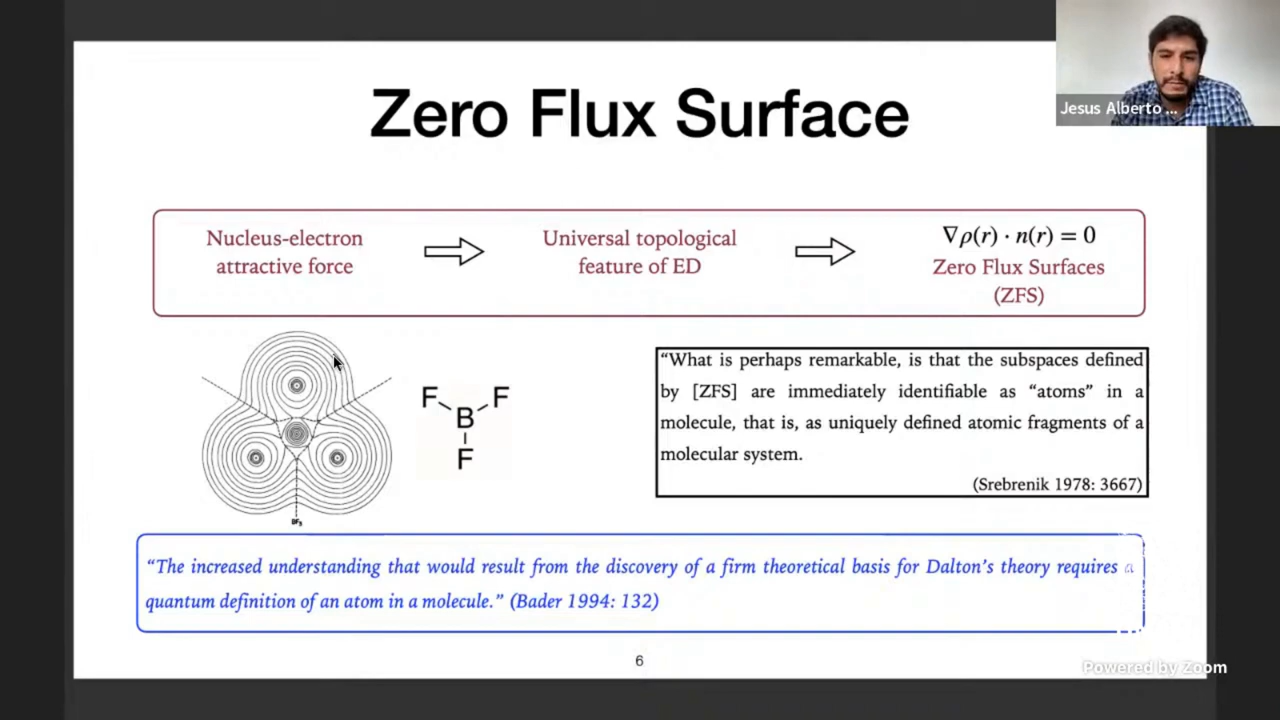 Zero Flux Surface
Jesus Alberto ...
Nucleus-electron
attractive force
Universal topological
feature of ED
∇ρ(r) · n(r) = 0
Zero Flux Surfaces
(ZFS)
F F
B
F
BF₃
“What is perhaps remarkable, is that the subspaces defined
by [ZFS] are immediately identifiable as “atoms” in a
molecule, that is, as uniquely defined atomic fragments of a
molecular system.
(Srebrenik 1978: 3667)
“The increased understanding that would result from the discovery of a firm theoretical basis for Dalton’s theory requires a
quantum definition of an atom in a molecule.” (Bader 1994: 132)
6
Powered by Zoom